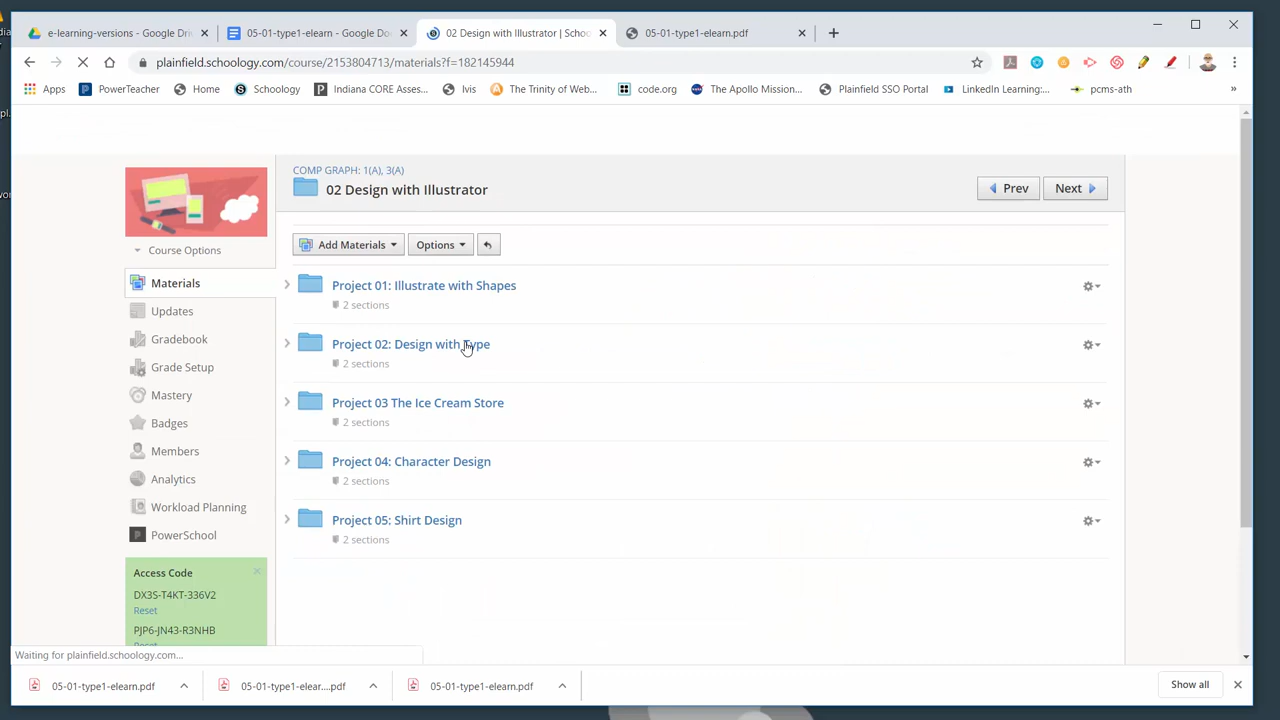 e-learning-versions - Google Dri
05-01-type1-elearn - Google Do
02 Design with Illustrator | Schoo
05-01-type1-elearn.pdf
plainfield.schoology.com/course/2153804713/materials?f=182145944
Apps
PowerTeacher
Home
Schoology
Indiana CORE Asses...
Ivis
The Trinity of Web...
code.org
The Apollo Mission...
Plainfield SSO Portal
LinkedIn Learning:...
pcms-ath
»
COMP GRAPH: 1(A), 3(A)
02 Design with Illustrator
Prev
Next
Course Options
Add Materials
Options
Materials
Updates
Gradebook
Grade Setup
Mastery
Badges
Members
Analytics
Workload Planning
PowerSchool
Access Code
DX3S-T4KT-336V2
Reset
PJP6-JN43-R3NHB
Project 01: Illustrate with Shapes
2 sections
Project 02: Design with Type
2 sections
Project 03 The Ice Cream Store
2 sections
Project 04: Character Design
2 sections
Project 05: Shirt Design
2 sections
Waiting for plainfield.schoology.com...
05-01-type1-elearn.pdf
05-01-type1-elear....pdf
05-01-type1-elearn.pdf
Show all